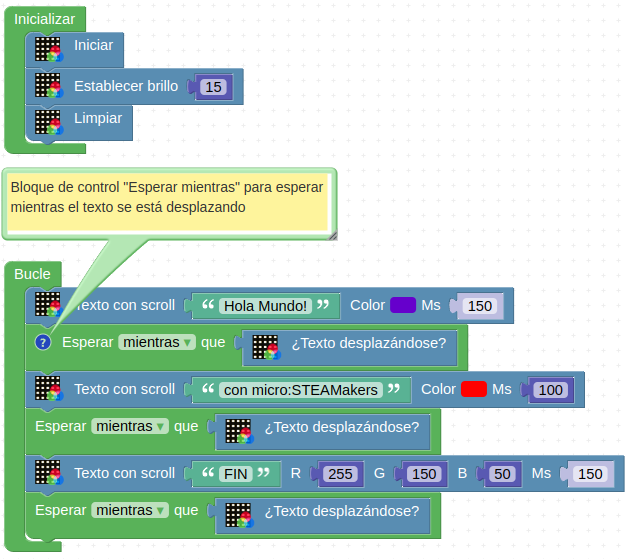 Inicializar
Iniciar
Establecer brillo 15
Limpiar
Bloque de control "Esperar mientras" para esperar
mientras el texto se está desplazando
Bucle
Texto con scroll “ Hola Mundo! ” Color Ms 150
? Esperar mientras ▾ que ¿Texto desplazándose?
Texto con scroll “ con micro:STEAMakers ” Color Ms 100
Esperar mientras ▾ que ¿Texto desplazándose?
Texto con scroll “ FIN ” R 255 G 150 B 50 Ms 150
Esperar mientras ▾ que ¿Texto desplazándose?